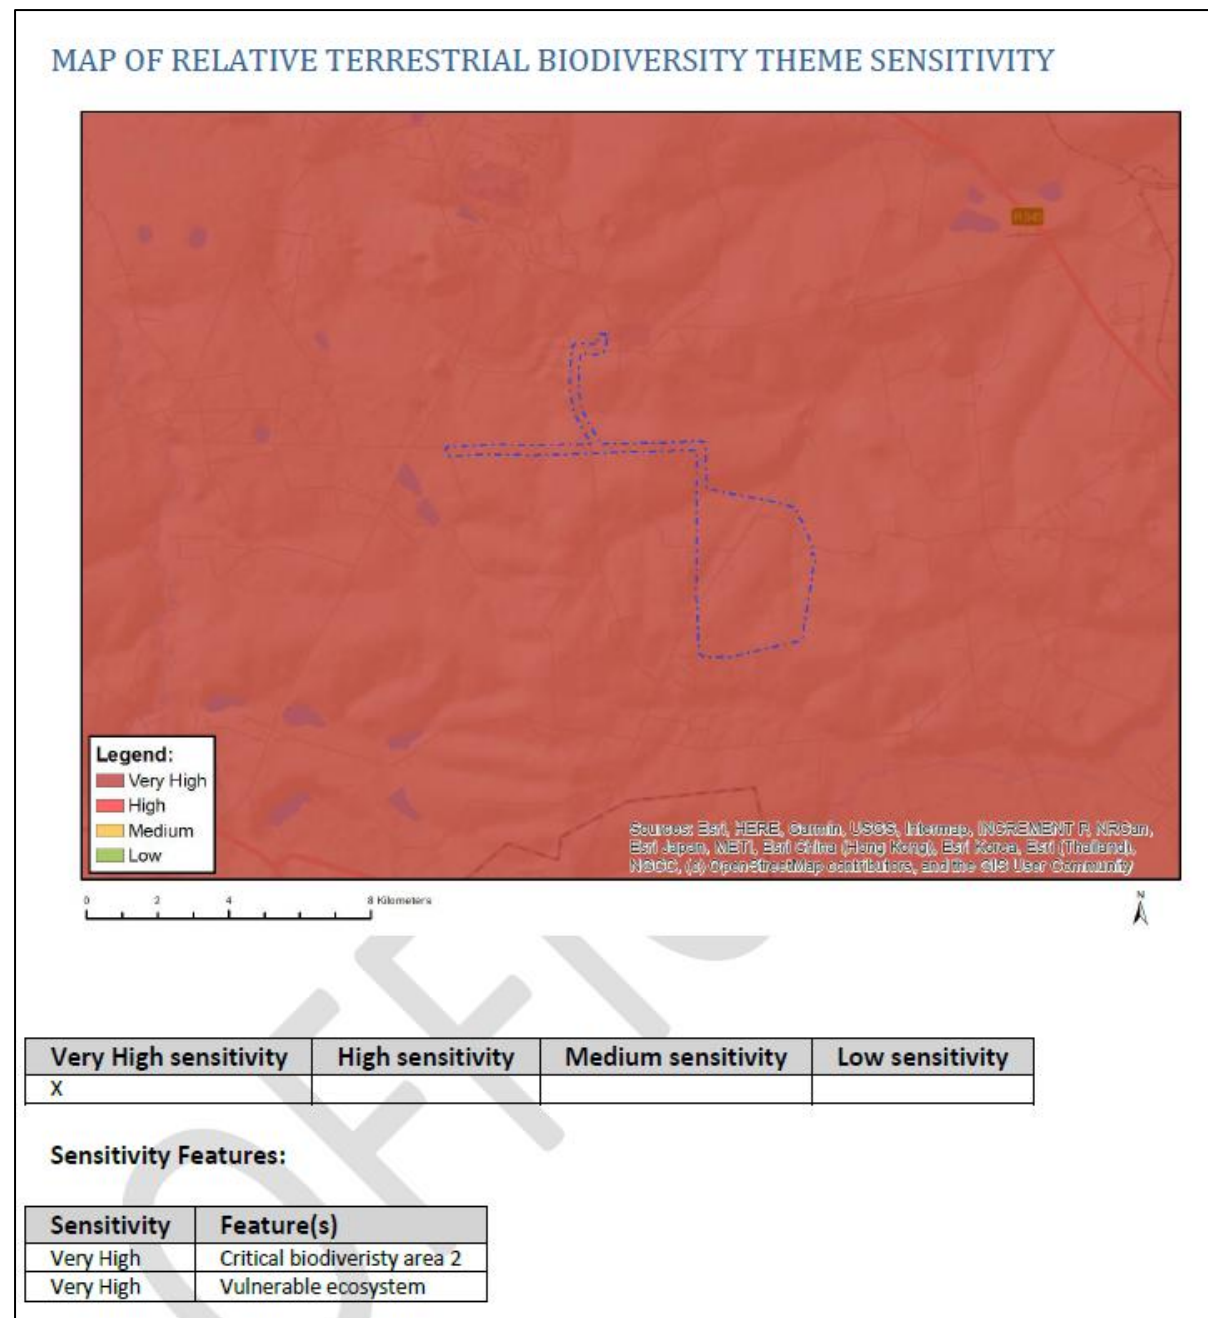 MAP OF RELATIVE TERRESTRIAL BIODIVERSITY THEME SENSITIVITY
Legend:
Very High
High
Medium
Low
Sources: Esri, HERE, Garmin, USGS, Intermap, INCREMENT P, NRCan,
Esri Japan, METI, Esri China (Hong Kong), Esri Korea, Esri (Thailand),
NGCC, (c) OpenStreetMap contributors, and the GIS User Community
0 2 4 8 Kilometers
N
Very High sensitivity High sensitivity Medium sensitivity Low sensitivity
X
Sensitivity Features:
Sensitivity Feature(s)
Very High Critical biodiveristy area 2
Very High Vulnerable ecosystem